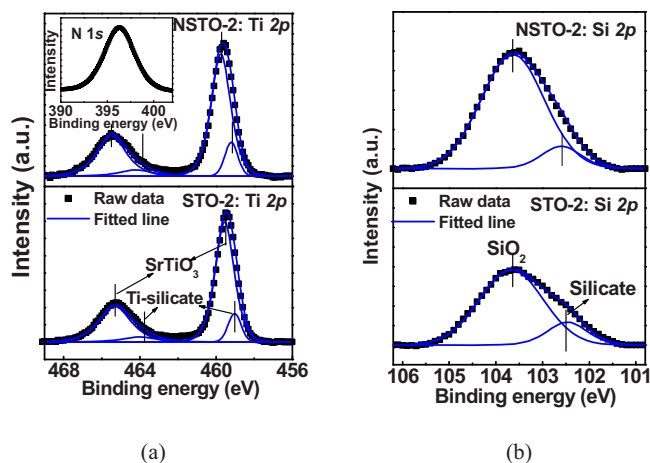 NSTO-2: Ti 2p
N 1s
Intensity
390 396 402
Binding energy (eV)
STO-2: Ti 2p
Raw data
Fitted line
SrTiO3
Ti-silicate
Intensity (a.u.)
468 464 460 456
Binding energy (eV)
(a)
NSTO-2: Si 2p
STO-2: Si 2p
Raw data
Fitted line
SiO2
Silicate
Intensity (a.u.)
106 105 104 103 102 101
Binding energy (eV)
(b)